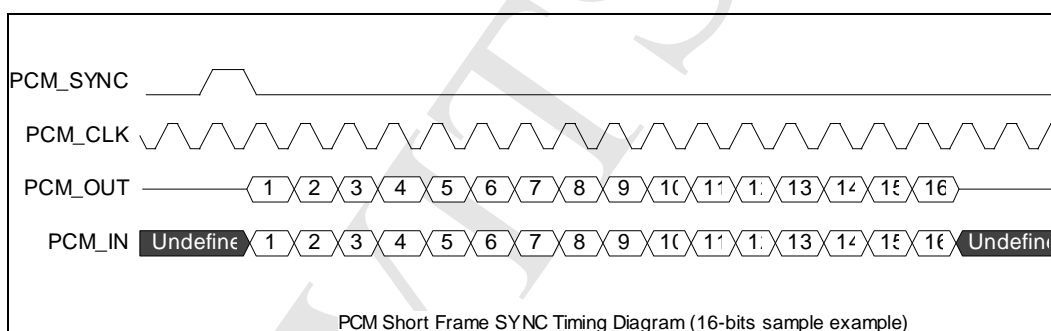 PCM_SYNC
PCM_CLK
PCM_OUT 1 2 3 4 5 6 7 8 9 13 16
PCM_IN 1 2 3 4 5 6 7 8 9 13 16
PCM Short Frame SYNC Timing Diagram (16-bits sample example)